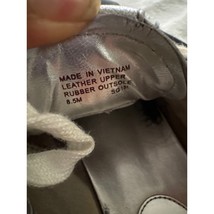 MADE IN VIETNAM
LEATHER UPPER
RUBBER OUTSOLE
8.5M